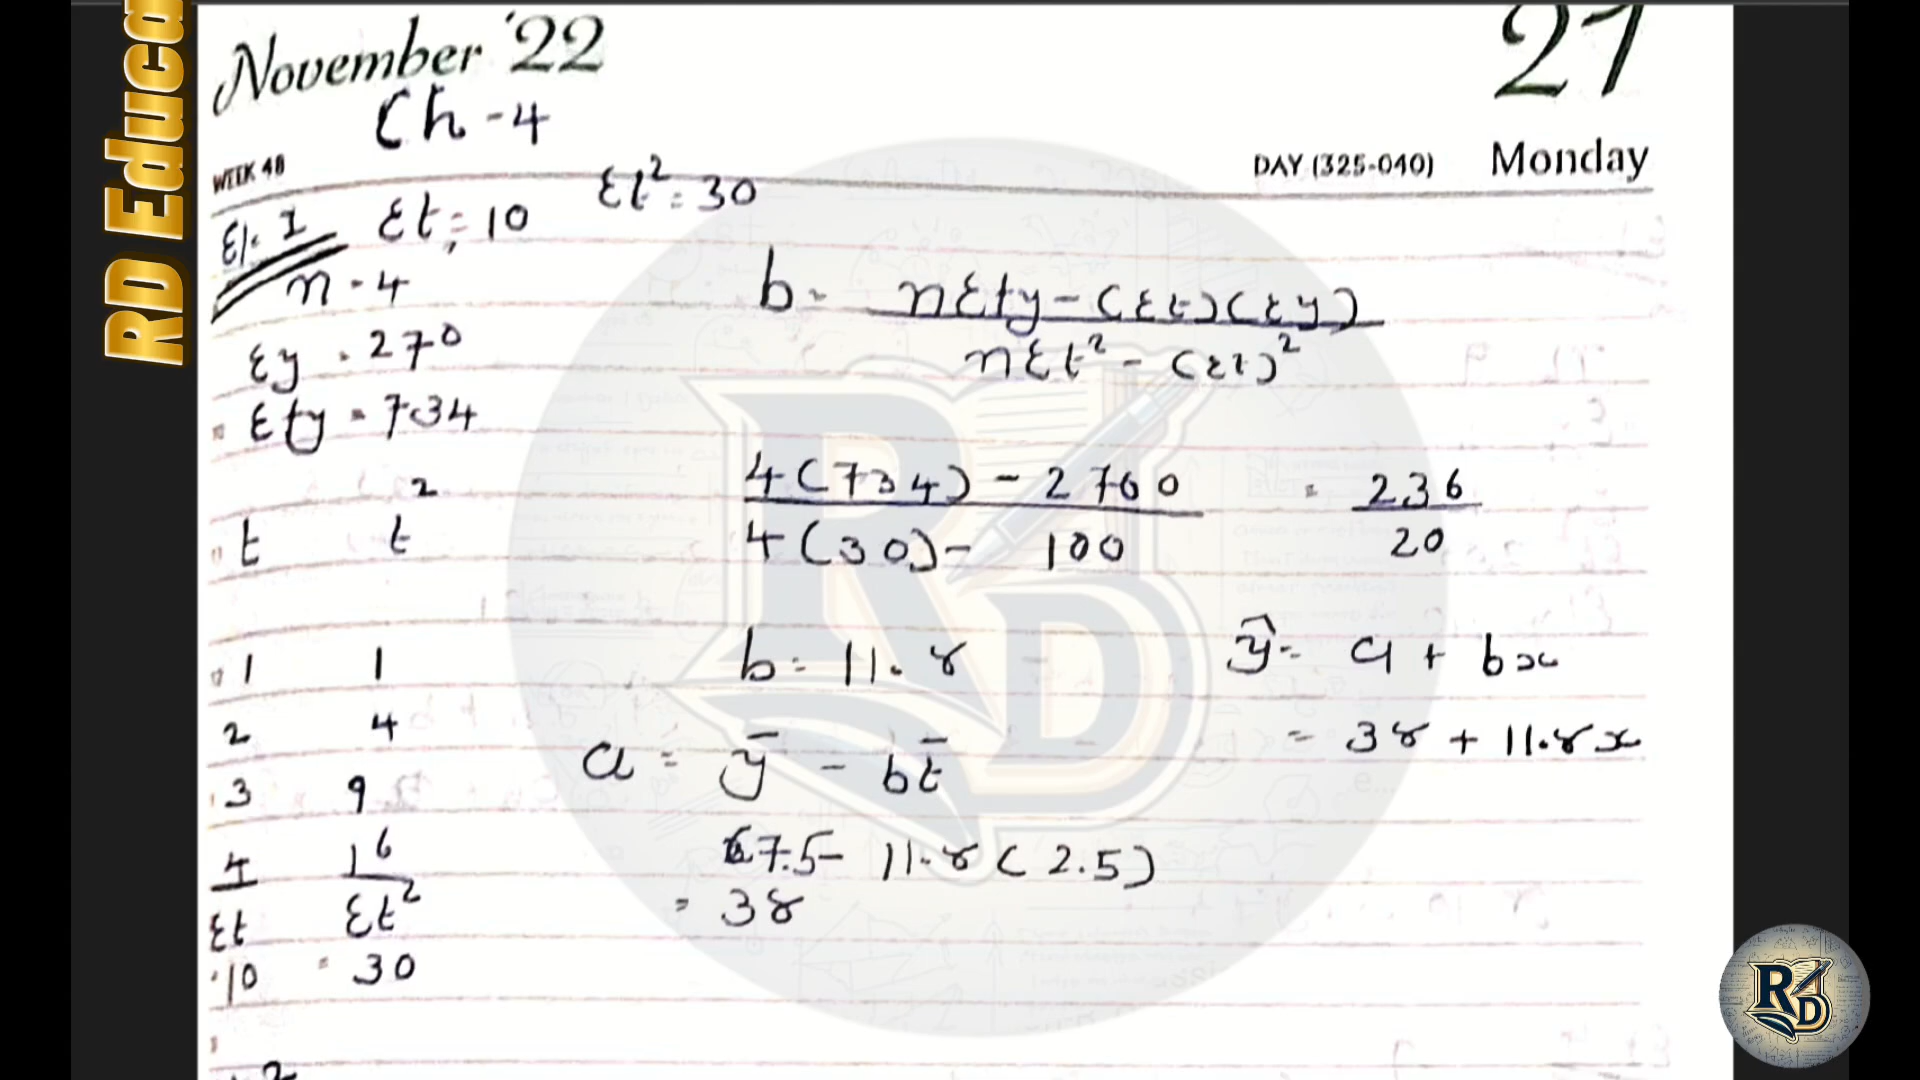 RD Educa
November '22
27
Ch - 4
WEEK 48
DAY (325-040) Monday
Ex. 1 Σt = 10 Σt² = 30
n = 4
b = nΣty - (Σt)(Σy)
nΣt² - (Σt)²
Σy = 270
Σty = 734
t t²
4(734) - 2700 = 236
4(30) - 100 20
1 1
b = 11.8
ŷ = a + bx
2 4
= 38 + 11.8x
a = ȳ - bt̄
3 9
4 16
67.5 - 11.8(2.5)
Σt Σt²
= 38
=10 = 30
RD